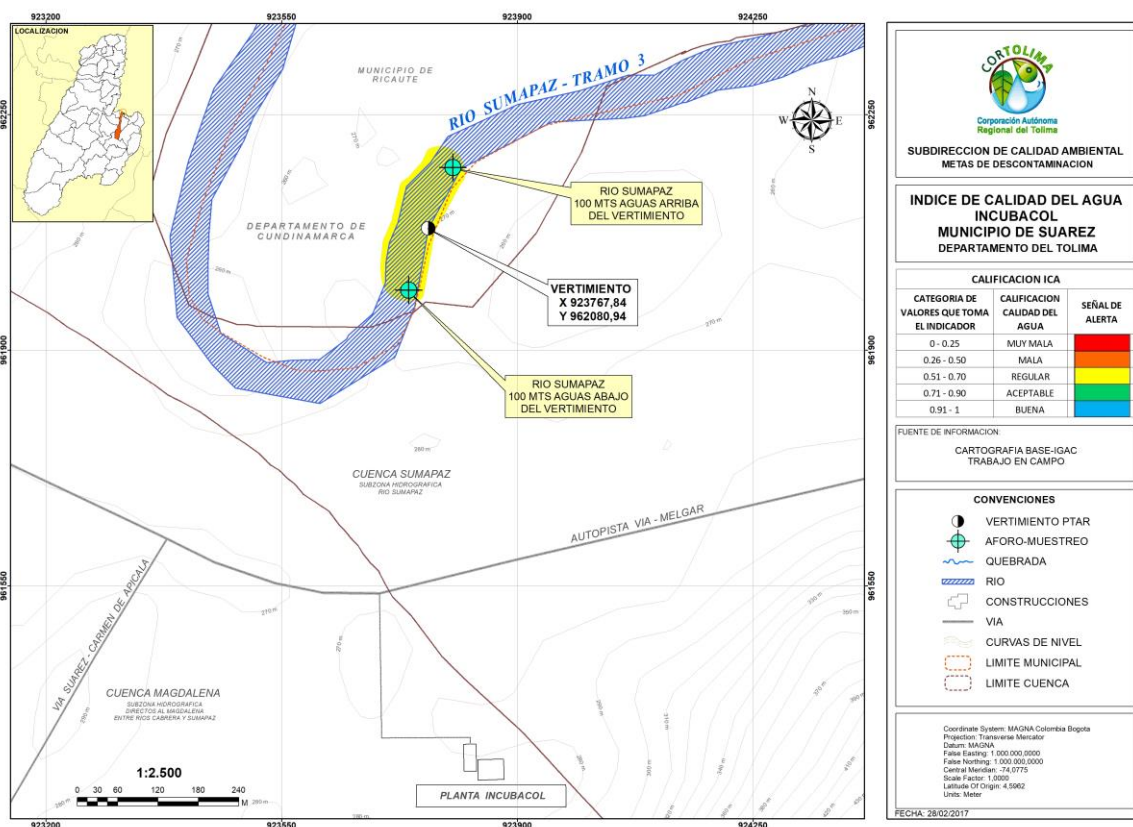 923200
923550
923900
924250
LOCALIZACION
MUNICIPIO DE
RICAUTE
RIO SUMAPAZ - TRAMO 3
N
W
E
S
962250
962250
RIO SUMAPAZ
100 MTS AGUAS ARRIBA
DEL VERTIMIENTO
DEPARTAMENTO DE
CUNDINAMARCA
VERTIMIENTO
X 923767,84
Y 962080,94
961900
961900
RIO SUMAPAZ
100 MTS AGUAS ABAJO
DEL VERTIMIENTO
CUENCA SUMAPAZ
SUBZONA HIDROGRAFICA
RIO SUMAPAZ
AUTOPISTA VIA - MELGAR
961550
961550
VIA SUAREZ - CARMEN DE APICALA
CUENCA MAGDALENA
SUBZONA HIDROGRAFICA
DIRECTOS AL MAGDALENA
ENTRE RIOS CABRERA Y SUMAPAZ
1:2.500
0 30 60 120 180 240
M
PLANTA INCUBACOL
923200
923550
923900
924250
CORTOLIMA
Corporación Autónoma
Regional del Tolima
SUBDIRECCION DE CALIDAD AMBIENTAL
METAS DE DESCONTAMINACION
INDICE DE CALIDAD DEL AGUA
INCUBACOL
MUNICIPIO DE SUAREZ
DEPARTAMENTO DEL TOLIMA
CALIFICACION ICA
CATEGORIA DE VALORES QUE TOMA EL INDICADOR
CALIFICACION CALIDAD DEL AGUA
SEÑAL DE ALERTA
0 - 0.25 MUY MALA
0.26 - 0.50 MALA
0.51 - 0.70 REGULAR
0.71 - 0.90 ACEPTABLE
0.91 - 1 BUENA
FUENTE DE INFORMACION:
CARTOGRAFIA BASE-IGAC
TRABAJO EN CAMPO
CONVENCIONES
VERTIMIENTO PTAR
AFORO-MUESTREO
QUEBRADA
RIO
CONSTRUCCIONES
VIA
CURVAS DE NIVEL
LIMITE MUNICIPAL
LIMITE CUENCA
Coordinate System: MAGNA Colombia Bogota
Projection: Transverse Mercator
Datum: MAGNA
False Easting: 1.000.000,0000
False Northing: 1.000.000,0000
Central Meridian: -74,0775
Scale Factor: 1,0000
Latitude Of Origin: 4,5962
Units: Meter
FECHA: 28/02/2017